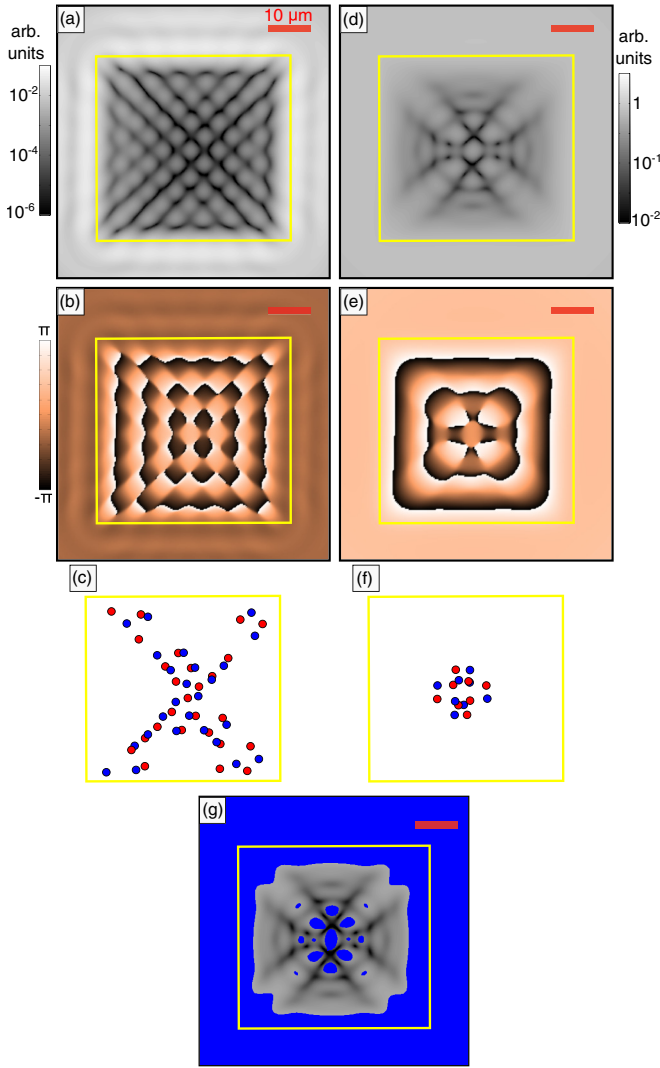 (a)
10 μm
(d)
arb.
units
10⁻²
10⁻⁴
10⁻⁶
arb.
units
1
10⁻¹
10⁻²
(b)
(e)
π
-π
(c)
(f)
(g)